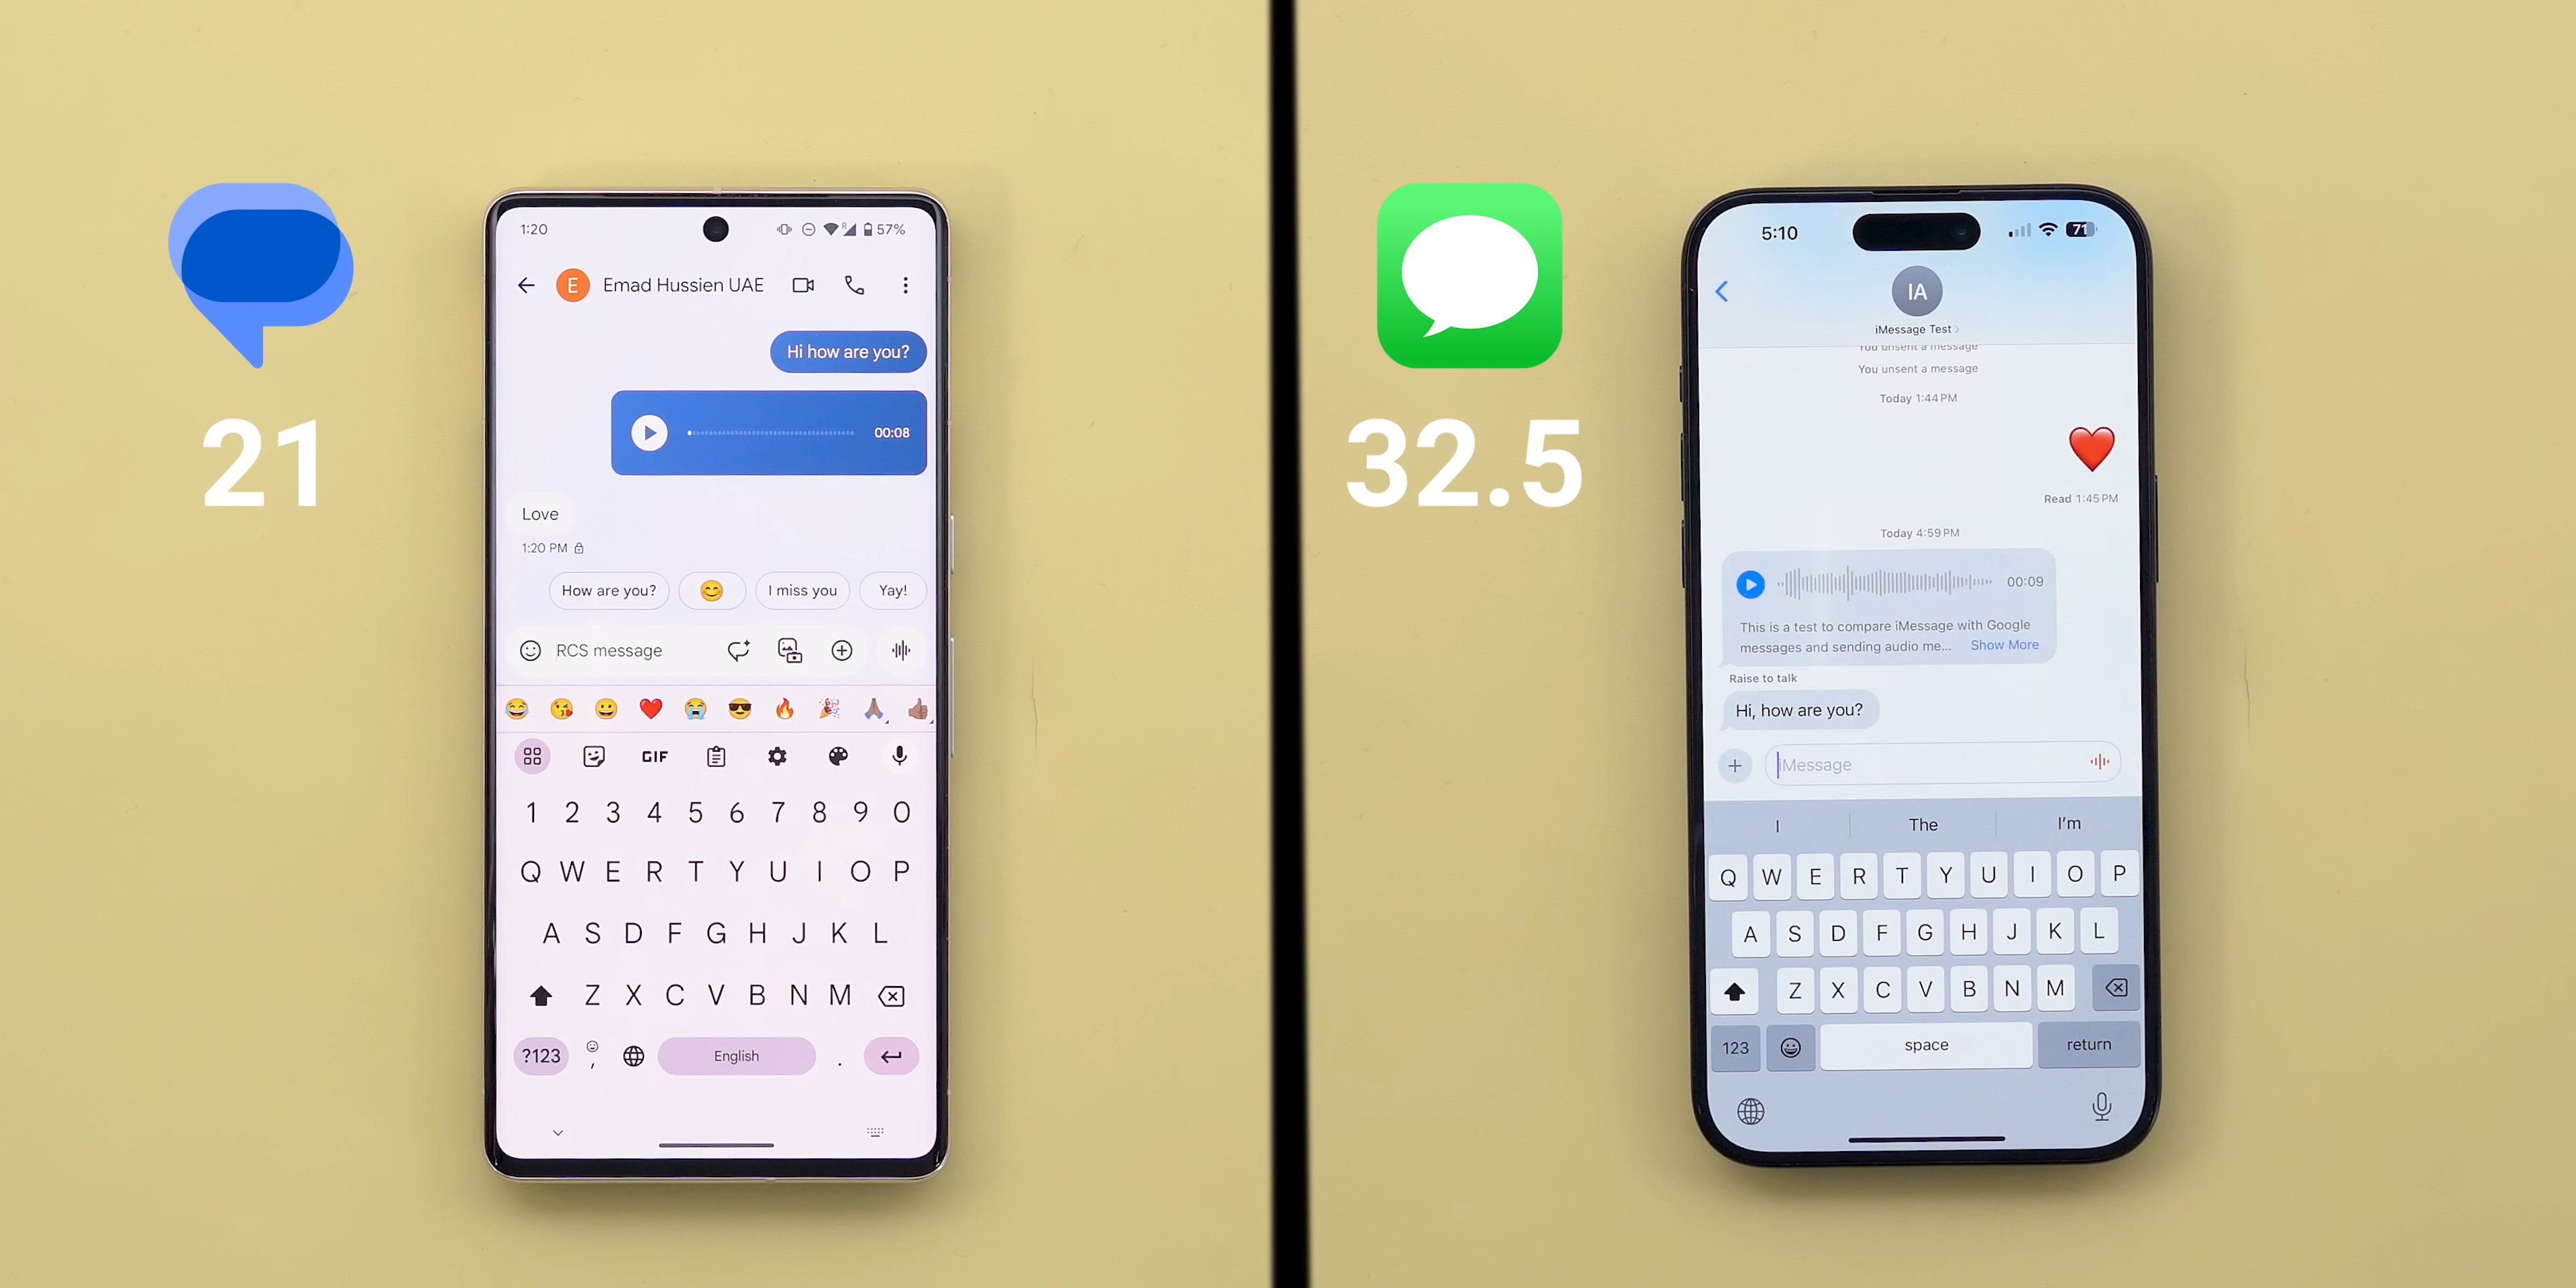 21
1:20
57%
E
Emad Hussien UAE
Hi how are you?
00:08
Love
1:20 PM
How are you?
I miss you
Yay!
RCS message
GIF
1 2 3 4 5 6 7 8 9 0
Q W E R T Y U I O P
A S D F G H J K L
Z X C V B N M
?123
,
English
.
32.5
5:10
71
IA
iMessage Test
You unsent a message
You unsent a message
Today 1:44 PM
Read 1:45 PM
Today 4:59 PM
00:09
This is a test to compare iMessage with Google
messages and sending audio me... Show More
Raise to talk
Hi, how are you?
iMessage
I The I'm
Q W E R T Y U I O P
A S D F G H J K L
Z X C V B N M
123 space return